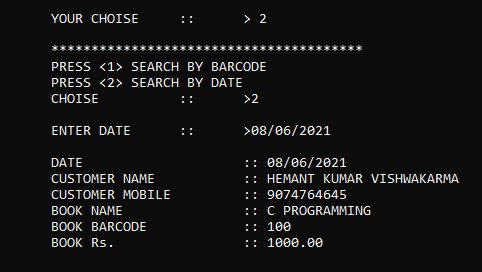 YOUR CHOISE :: > 2
***************************************
PRESS <1> SEARCH BY BARCODE
PRESS <2> SEARCH BY DATE
CHOISE :: >2
ENTER DATE :: >08/06/2021
DATE :: 08/06/2021
CUSTOMER NAME :: HEMANT KUMAR VISHWAKARMA
CUSTOMER MOBILE :: 9074764645
BOOK NAME :: C PROGRAMMING
BOOK BARCODE :: 100
BOOK Rs. :: 1000.00